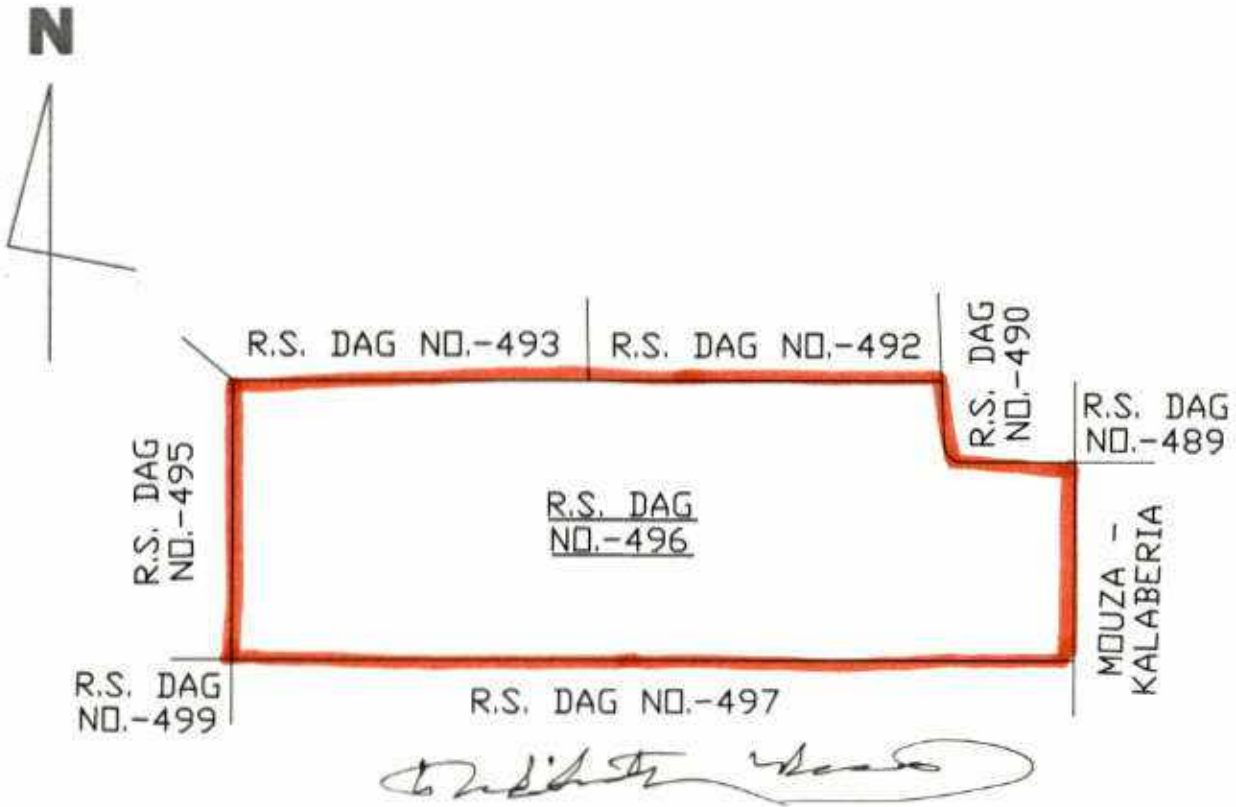 N
R.S. DAG NO.-493
R.S. DAG NO.-492
R.S. DAG
NO.-490
R.S. DAG
NO.-489
R.S. DAG
NO.-495
R.S. DAG
NO.-496
MOUZA -
KALABERIA
R.S. DAG
NO.-499
R.S. DAG NO.-497